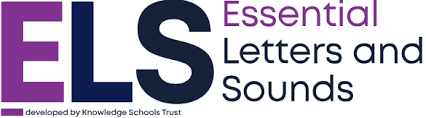 ELS
Essential
Letters and
Sounds
developed by Knowledge Schools Trust